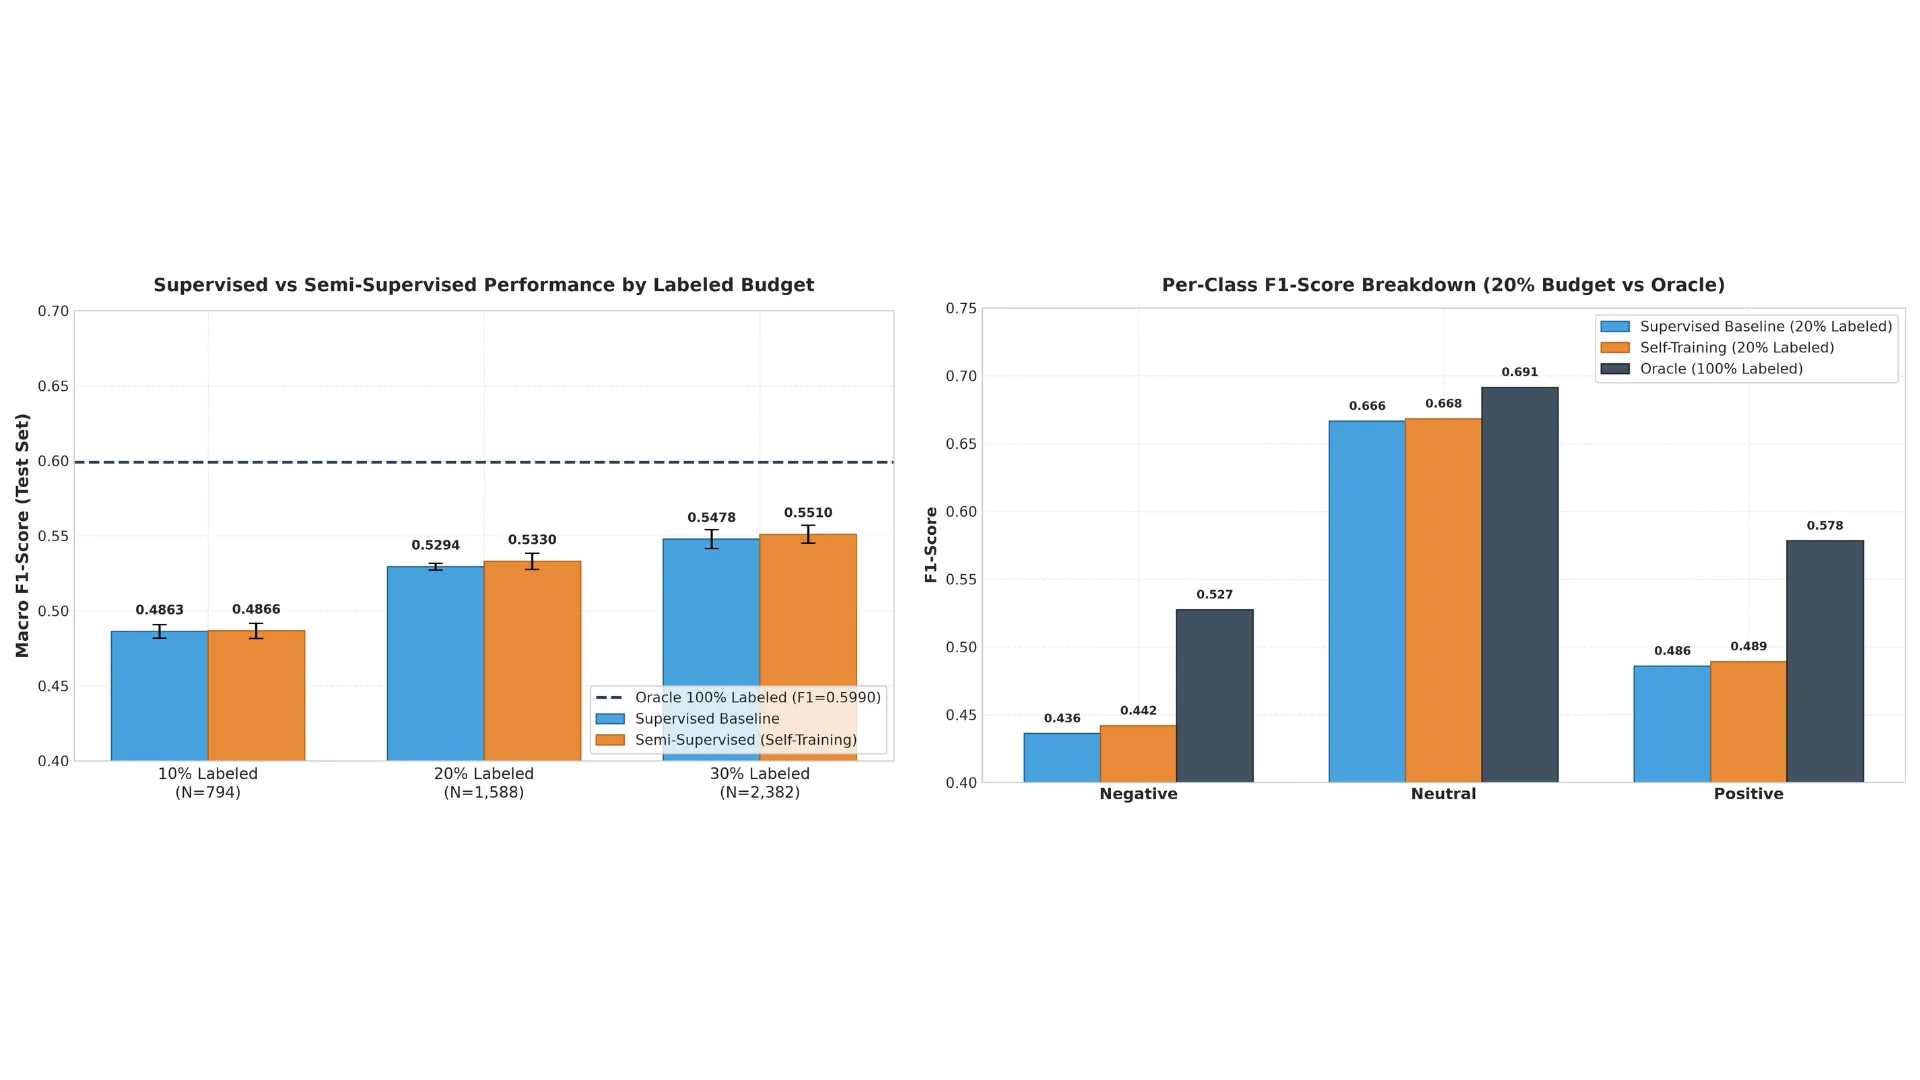 Supervised vs Semi-Supervised Performance by Labeled Budget
Macro F1-Score (Test Set)
0.70
0.65
0.60
0.55
0.50
0.45
0.40
0.4863
0.4866
0.5294
0.5330
0.5478
0.5510
Oracle 100% Labeled (F1=0.5990)
Supervised Baseline
Semi-Supervised (Self-Training)
10% Labeled
(N=794)
20% Labeled
(N=1,588)
30% Labeled
(N=2,382)
Per-Class F1-Score Breakdown (20% Budget vs Oracle)
F1-Score
0.75
0.70
0.65
0.60
0.55
0.50
0.45
0.40
Supervised Baseline (20% Labeled)
Self-Training (20% Labeled)
Oracle (100% Labeled)
0.436
0.442
0.527
0.666
0.668
0.691
0.486
0.489
0.578
Negative
Neutral
Positive